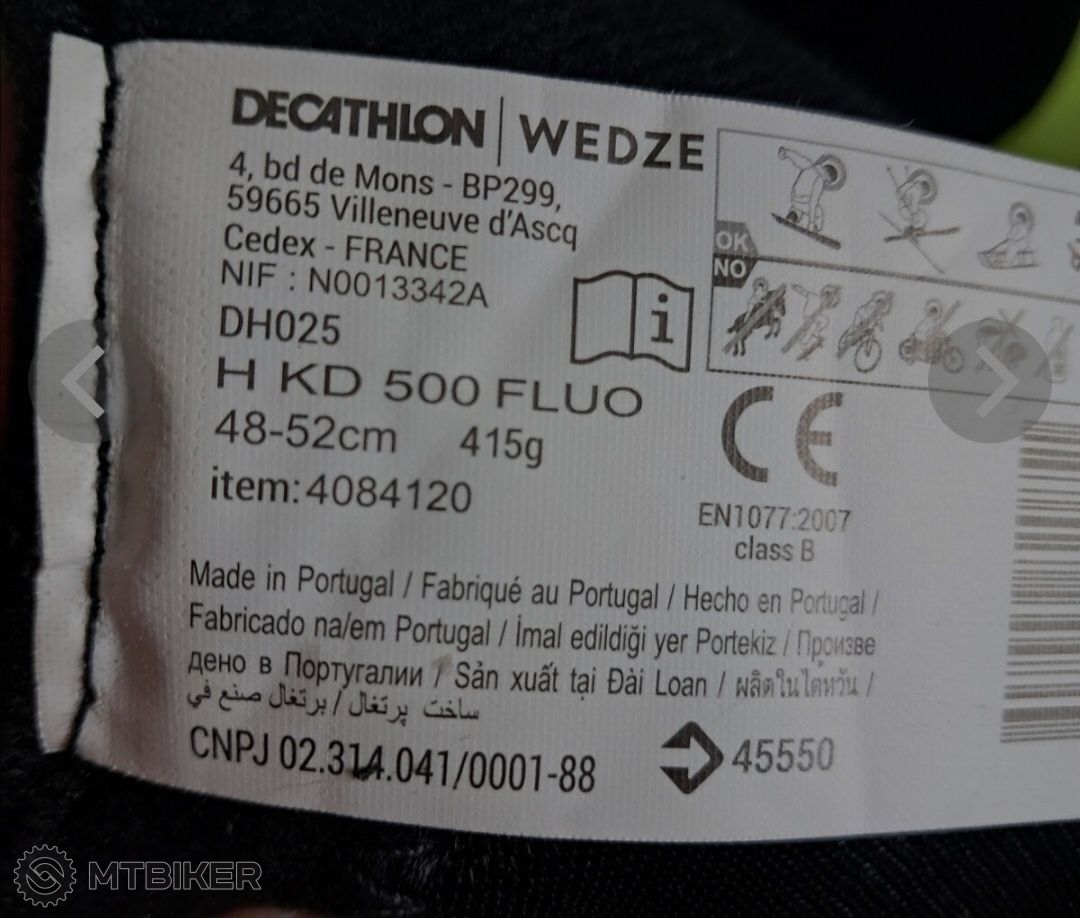 DECATHLON | WEDZE
4, bd de Mons - BP299,
59665 Villeneuve d'Ascq
Cedex - FRANCE
NIF : N0013342A
DH025
H KD 500 FLUO
48-52cm 415g
item:4084120
OK
NO
i
CE
EN1077:2007
class B
Made in Portugal / Fabriqué au Portugal / Hecho en Portugal /
Fabricado na/em Portugal / İmal edildiği yer Portekiz / Произве
дено в Португалии / Sản xuất tại Đài Loan / ผลิตในไต้หวัน /
ساخت پرتغال / برتغال صنع في
CNPJ 02.314.041/0001-88
45550
MTBIKER